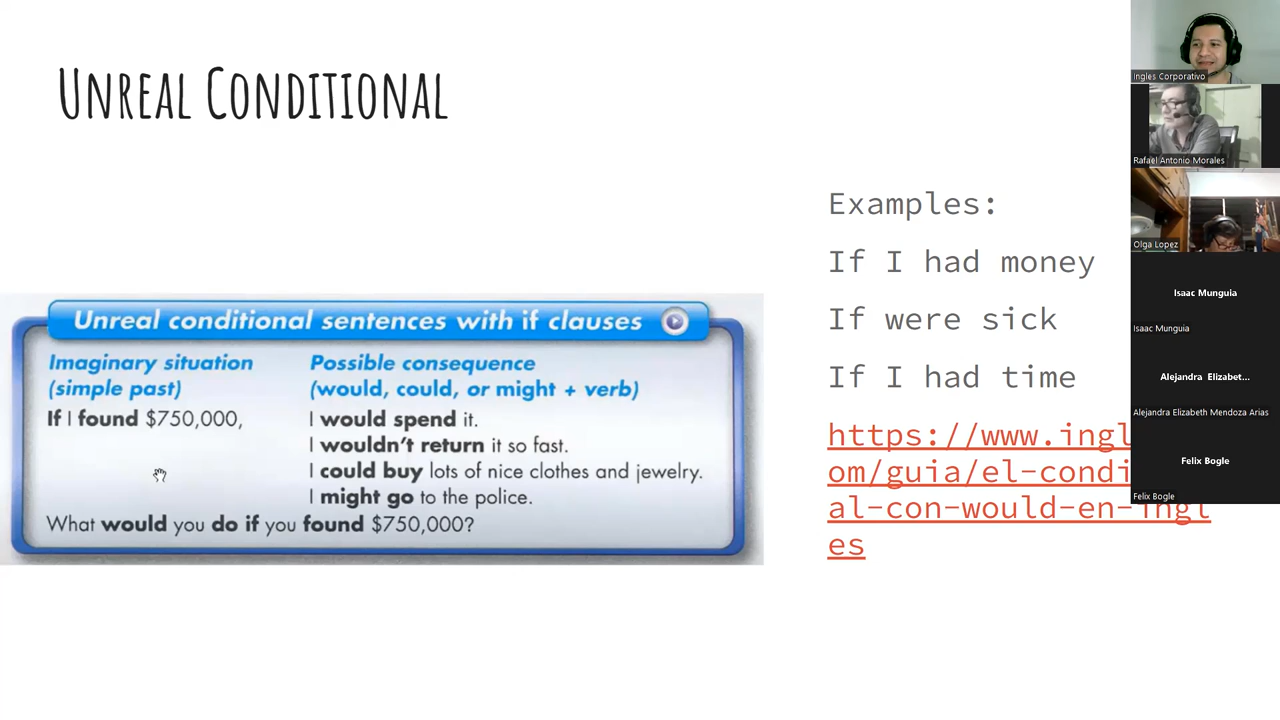 Unreal Conditional
Unreal conditional sentences with if clauses
Imaginary situation
(simple past)
Possible consequence
(would, could, or might + verb)
If I found $750,000,
I would spend it.
I wouldn't return it so fast.
I could buy lots of nice clothes and jewelry.
I might go to the police.
What would you do if you found $750,000?
Examples:
If I had money
If were sick
If I had time
https://www.ingl
om/guia/el-condi
al-con-would-en-ingl
es
Ingles Corporativo
Rafael Antonio Morales
Olga Lopez
Isaac Munguia
Isaac Munguia
Alejandra Elizabet...
Alejandra Elizabeth Mendoza Arias
Felix Bogle
Felix Bogle